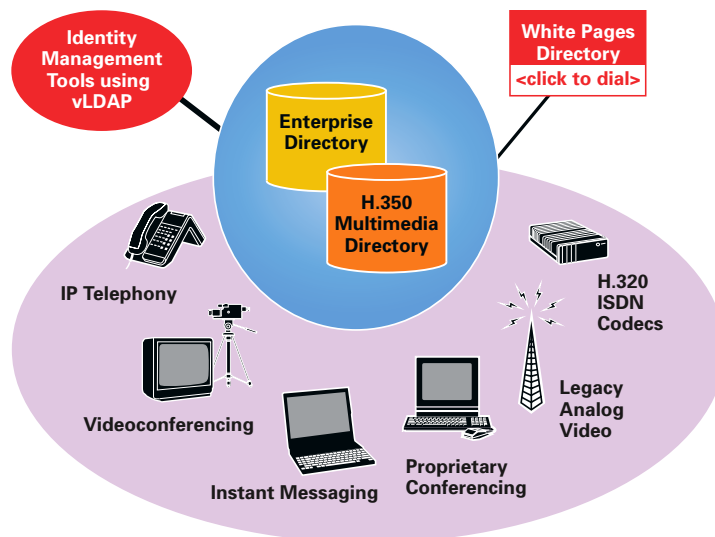 Identity
Management
Tools using
vLDAP
White Pages
Directory
<click to dial>
Enterprise
Directory
H.350
Multimedia
Directory
IP Telephony
H.320
ISDN
Codecs
Videoconferencing
Legacy
Analog
Video
Instant Messaging
Proprietary
Conferencing